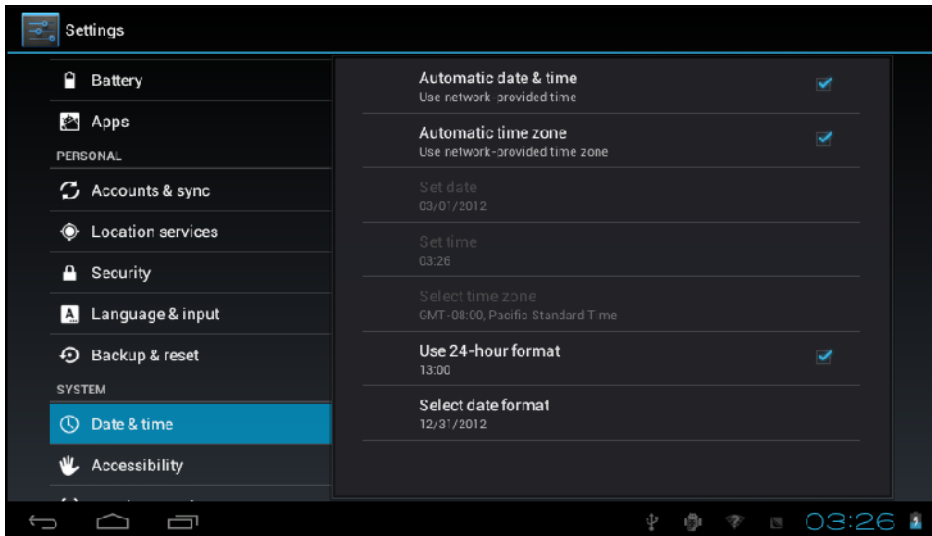 Settings
Battery
Apps
PERSONAL
Accounts & sync
Location services
Security
Language & input
Backup & reset
SYSTEM
Date & time
Accessibility
Automatic date & time
Use network-provided time
Automatic time zone
Use network-provided time zone
Set date
03/01/2012
Set time
03:26
Select time zone
GMT-08:00, Pacific Standard Time
Use 24-hour format
13:00
Select date format
12/31/2012
03:26